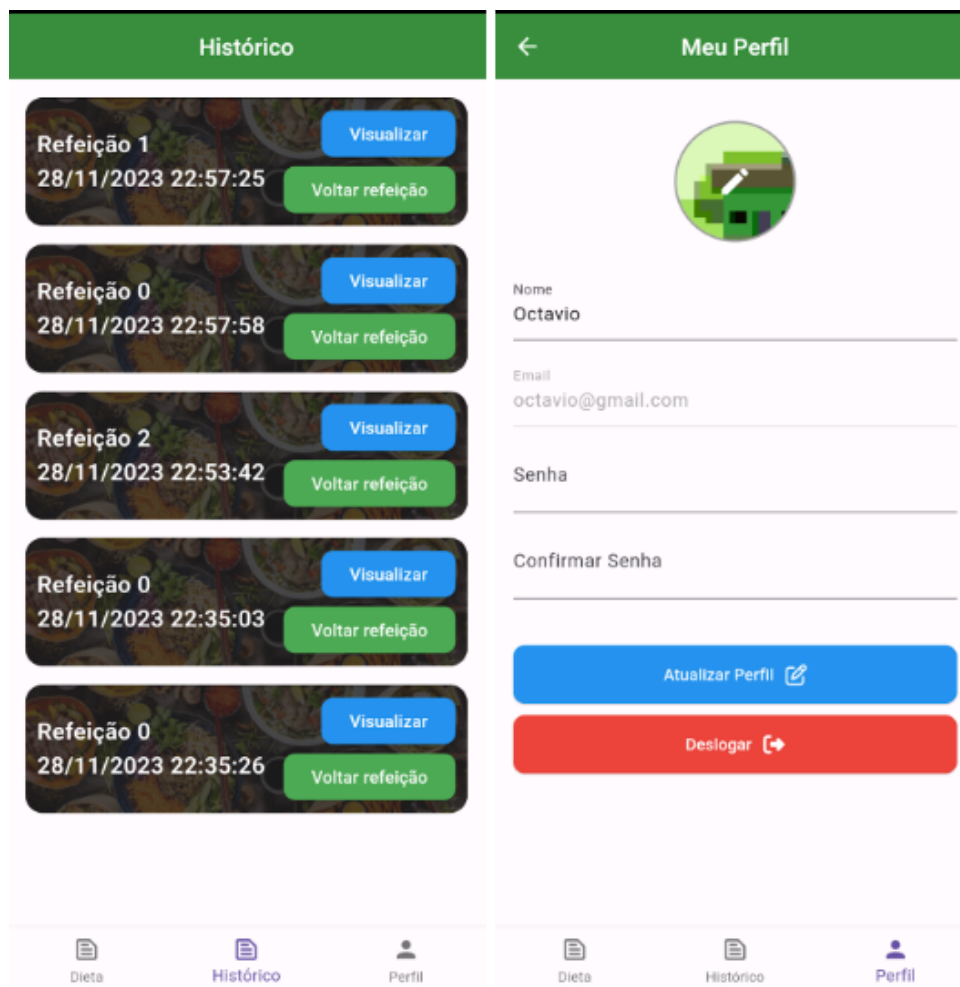 Histórico
Refeição 1
28/11/2023 22:57:25
Visualizar
Voltar refeição
Refeição 0
28/11/2023 22:57:58
Visualizar
Voltar refeição
Refeição 2
28/11/2023 22:53:42
Visualizar
Voltar refeição
Refeição 0
28/11/2023 22:35:03
Visualizar
Voltar refeição
Refeição 0
28/11/2023 22:35:26
Visualizar
Voltar refeição
Dieta
Histórico
Perfil
Meu Perfil
Nome
Octavio
Email
octavio@gmail.com
Senha
Confirmar Senha
Atualizar Perfil
Deslogar
Dieta
Histórico
Perfil